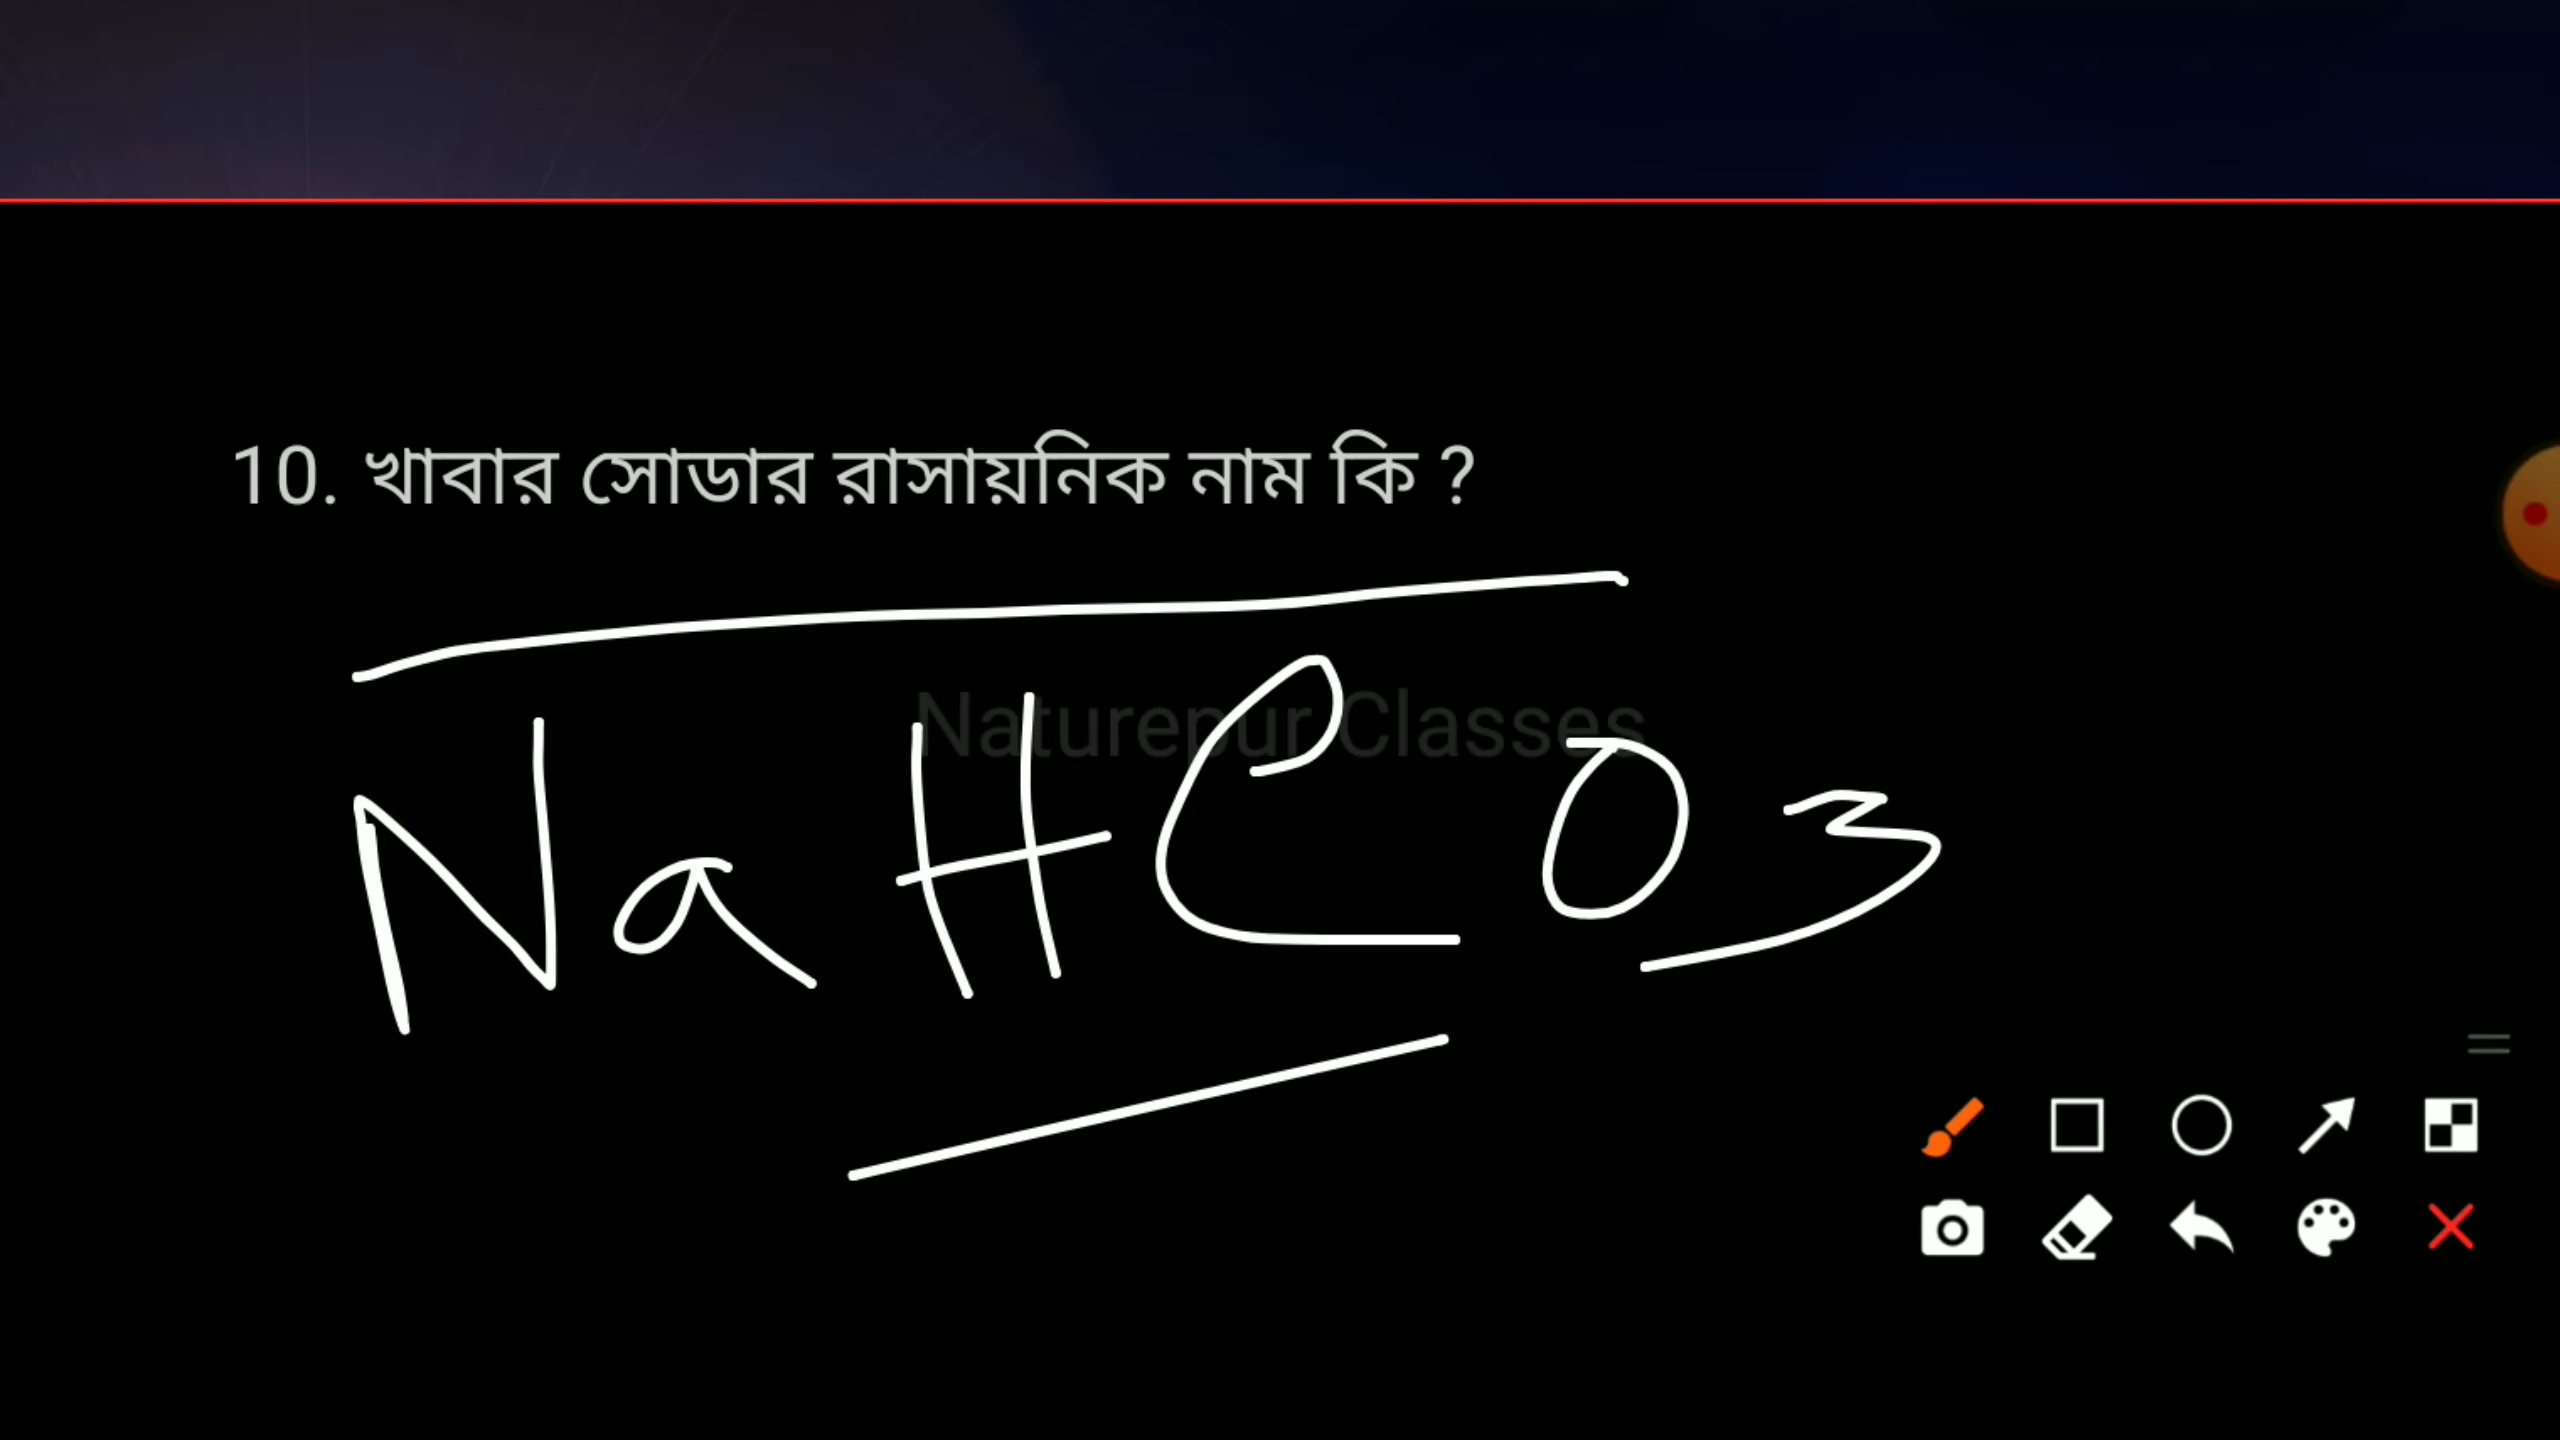 10. খাবার সোডার রাসায়নিক নাম কি ?
Naturepur Classes
NaHCO3